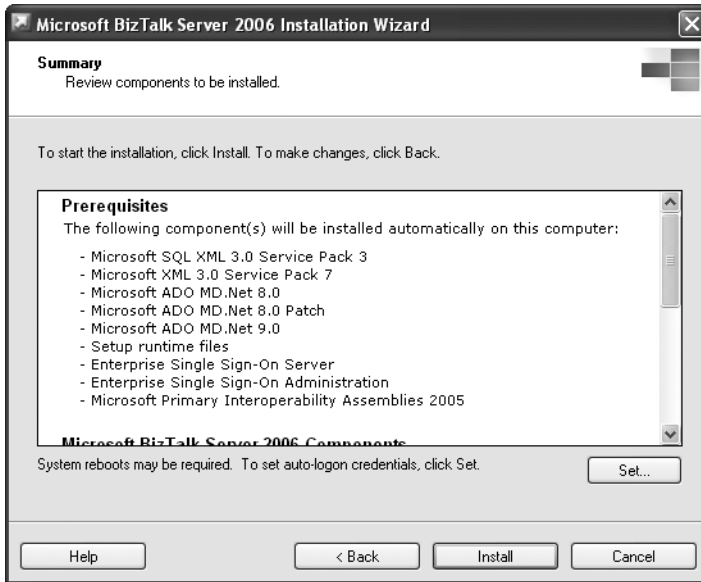 Microsoft BizTalk Server 2006 Installation Wizard
Summary
Review components to be installed.
To start the installation, click Install. To make changes, click Back.
Prerequisites
The following component(s) will be installed automatically on this computer:
- Microsoft SQL XML 3.0 Service Pack 3
- Microsoft XML 3.0 Service Pack 7
- Microsoft ADO MD.Net 8.0
- Microsoft ADO MD.Net 8.0 Patch
- Microsoft ADO MD.Net 9.0
- Setup runtime files
- Enterprise Single Sign-On Server
- Enterprise Single Sign-On Administration
- Microsoft Primary Interoperability Assemblies 2005
Microsoft BizTalk Server 2006 Components
System reboots may be required. To set auto-logon credentials, click Set.
Set...
Help
< Back
Install
Cancel